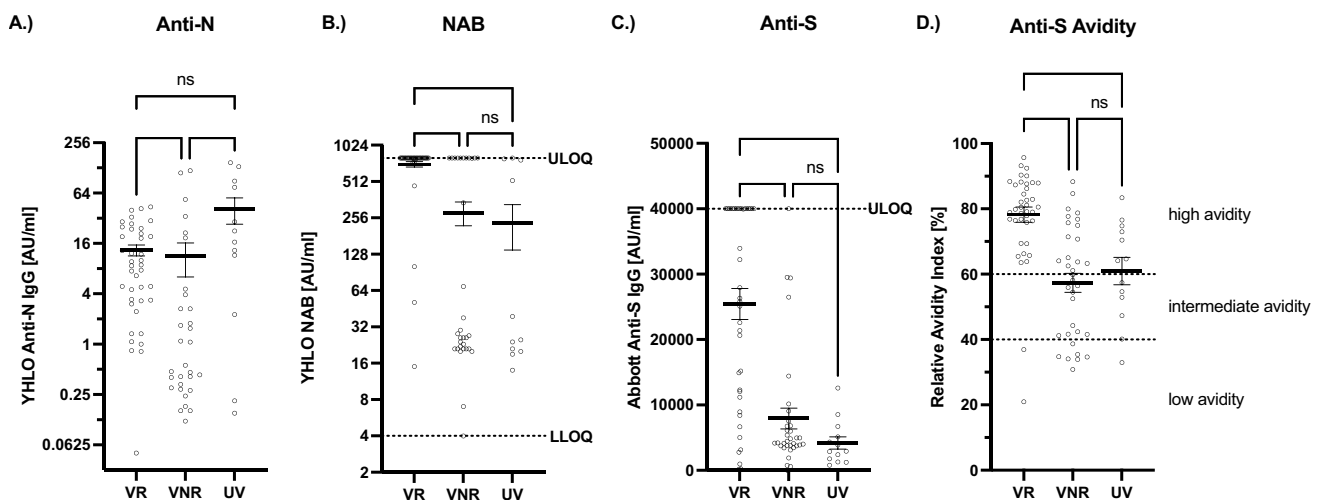 A.) Anti-N
ns
YHLO Anti-N IgG [AU/ml]
256
64
16
4
1
0.25
0.0625
VR VNR UV
B.) NAB
ns
YHLO NAB [AU/ml]
1024
512
256
128
64
32
16
8
4
2
ULOQ
LLOQ
VR VNR UV
C.) Anti-S
ns
Abbott Anti-S IgG [AU/ml]
50000
40000
30000
20000
10000
0
ULOQ
VR VNR UV
D.) Anti-S Avidity
ns
Relative Avidity Index [%]
100
80
60
40
20
0
high avidity
intermediate avidity
low avidity
VR VNR UV